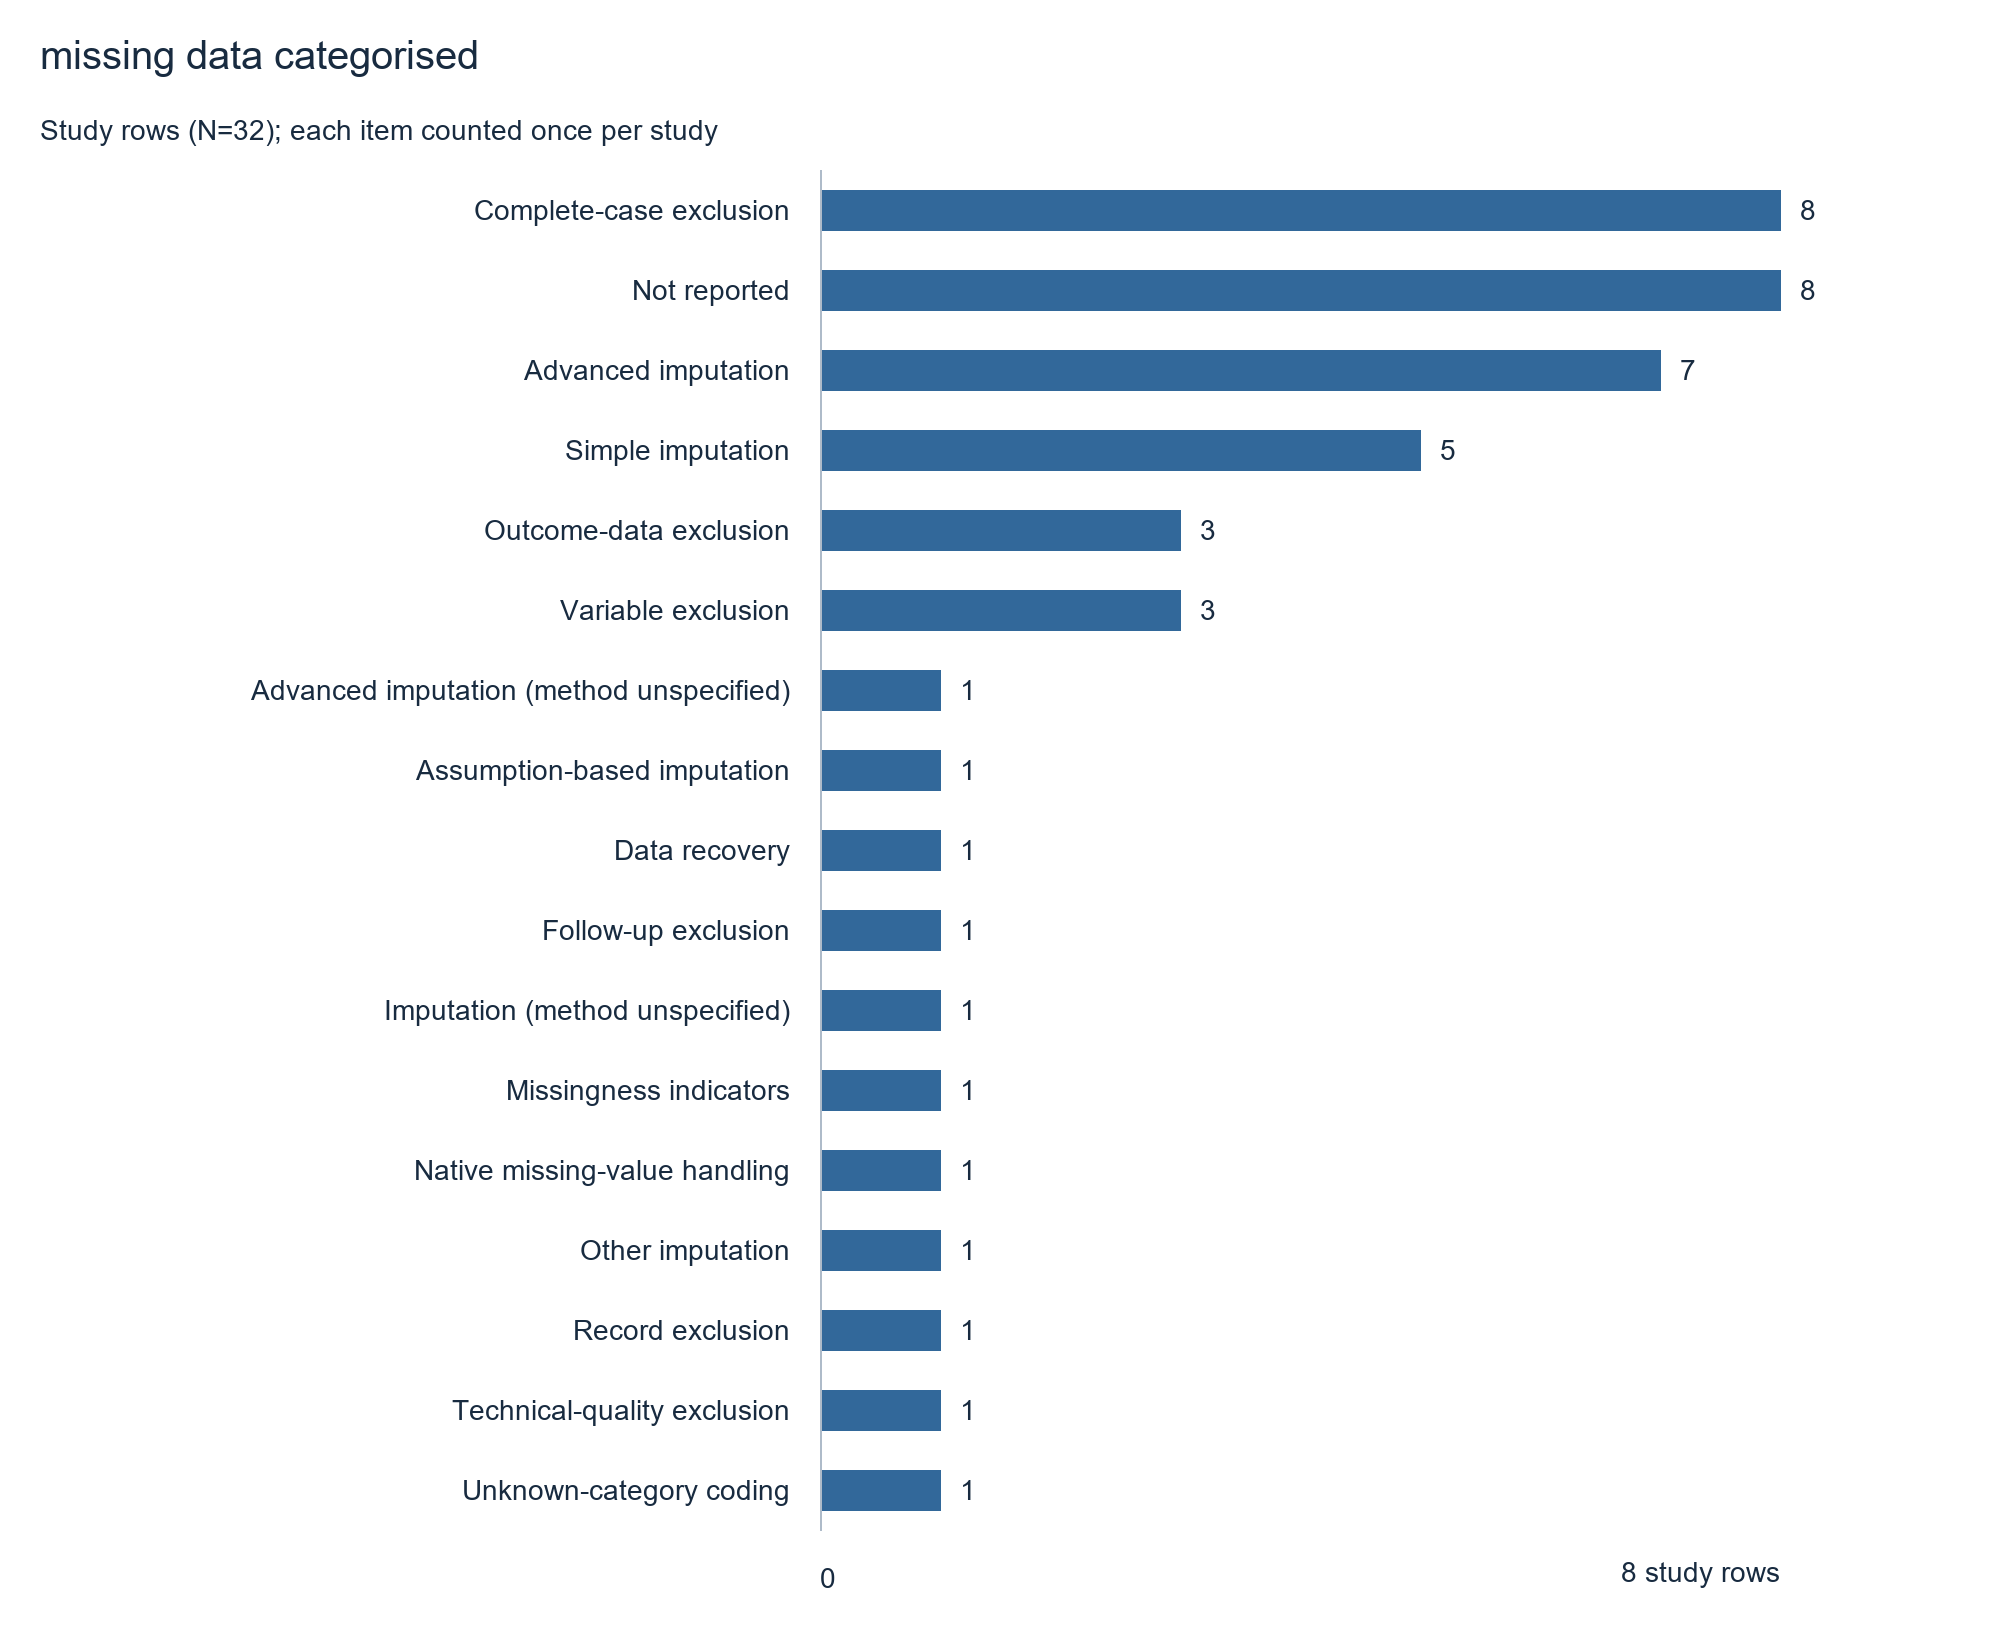 missing data categorised
Study rows (N=32); each item counted once per study
Complete-case exclusion 8
Not reported 8
Advanced imputation 7
Simple imputation 5
Outcome-data exclusion 3
Variable exclusion 3
Advanced imputation (method unspecified) 1
Assumption-based imputation 1
Data recovery 1
Follow-up exclusion 1
Imputation (method unspecified) 1
Missingness indicators 1
Native missing-value handling 1
Other imputation 1
Record exclusion 1
Technical-quality exclusion 1
Unknown-category coding 1
0 8 study rows